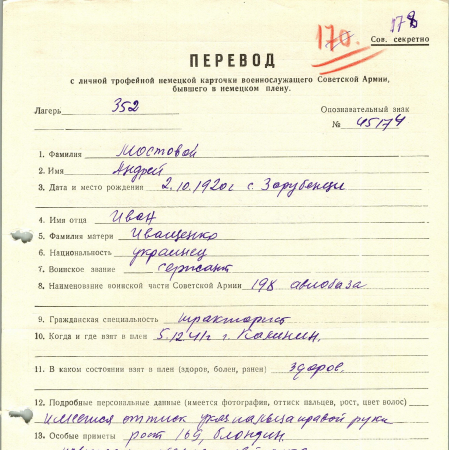 178
170.
Сов. секретно
ПЕРЕВОД
с личной трофейной немецкой карточки военнослужащего Советской Армии,
бывшего в немецком плену.
Лагерь 352 Опознавательный знак
№ 45174
1. Фамилия Мостовой
2. Имя Андрей
3. Дата и место рождения 2.10.1920г с. Зарубенци
4. Имя отца Иван
5. Фамилия матери Иващенко
6. Национальность украинец
7. Воинское звание сержант
8. Наименование воинской части Советской Армии 198 авиобаза
9. Гражданская специальность тракторист
10. Когда и где взят в плен 5.12.41г г. Калинин.
11. В каком состоянии взят в плен (здоров, болен, ранен) здоров.
12. Подробные персональные данные (имеется фотография, оттиск пальцев, рост, цвет волос)
имеется оттиск указ пальца правой руки
13. Особые приметы рост 169, блондин